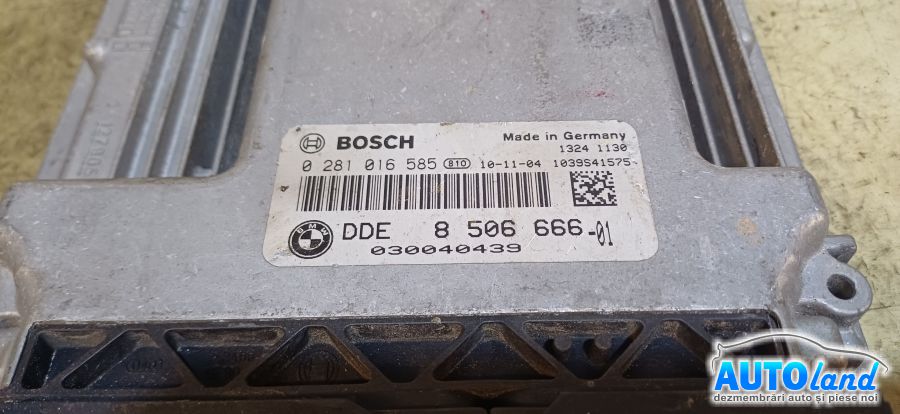 BOSCH
Made in Germany
1324 1130
0 281 016 585 810 10-11-04 1039S41575
BMW
DDE 8 506 666-01
030040439
AUTOland
dezmembrări auto și piese noi